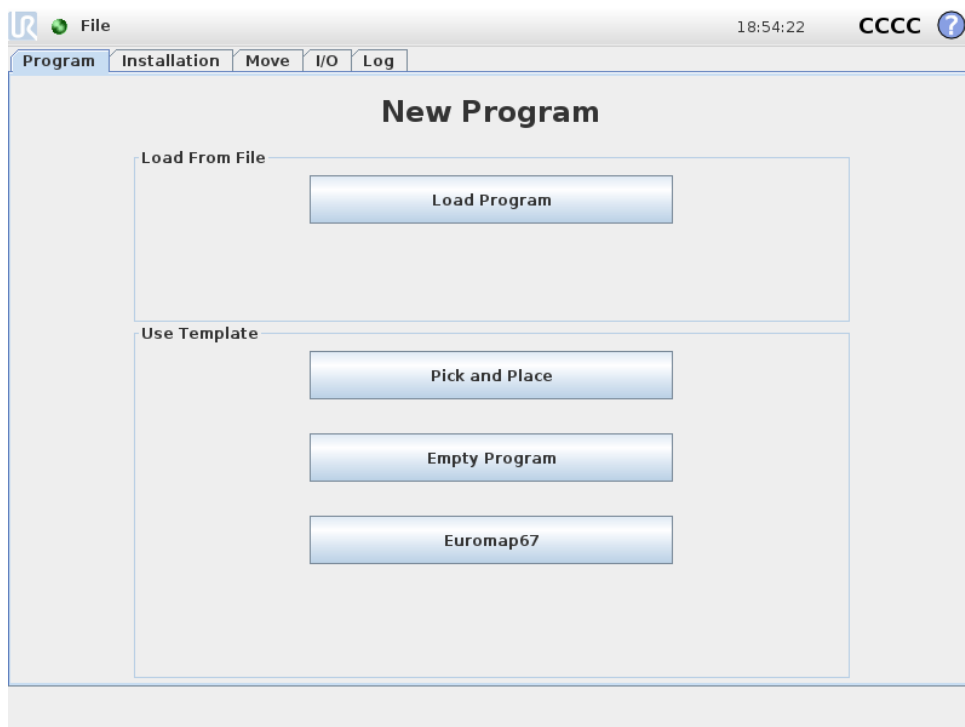 UR File 18:54:22 CCCC ?
Program Installation Move I/O Log
New Program
Load From File
Load Program
Use Template
Pick and Place
Empty Program
Euromap67